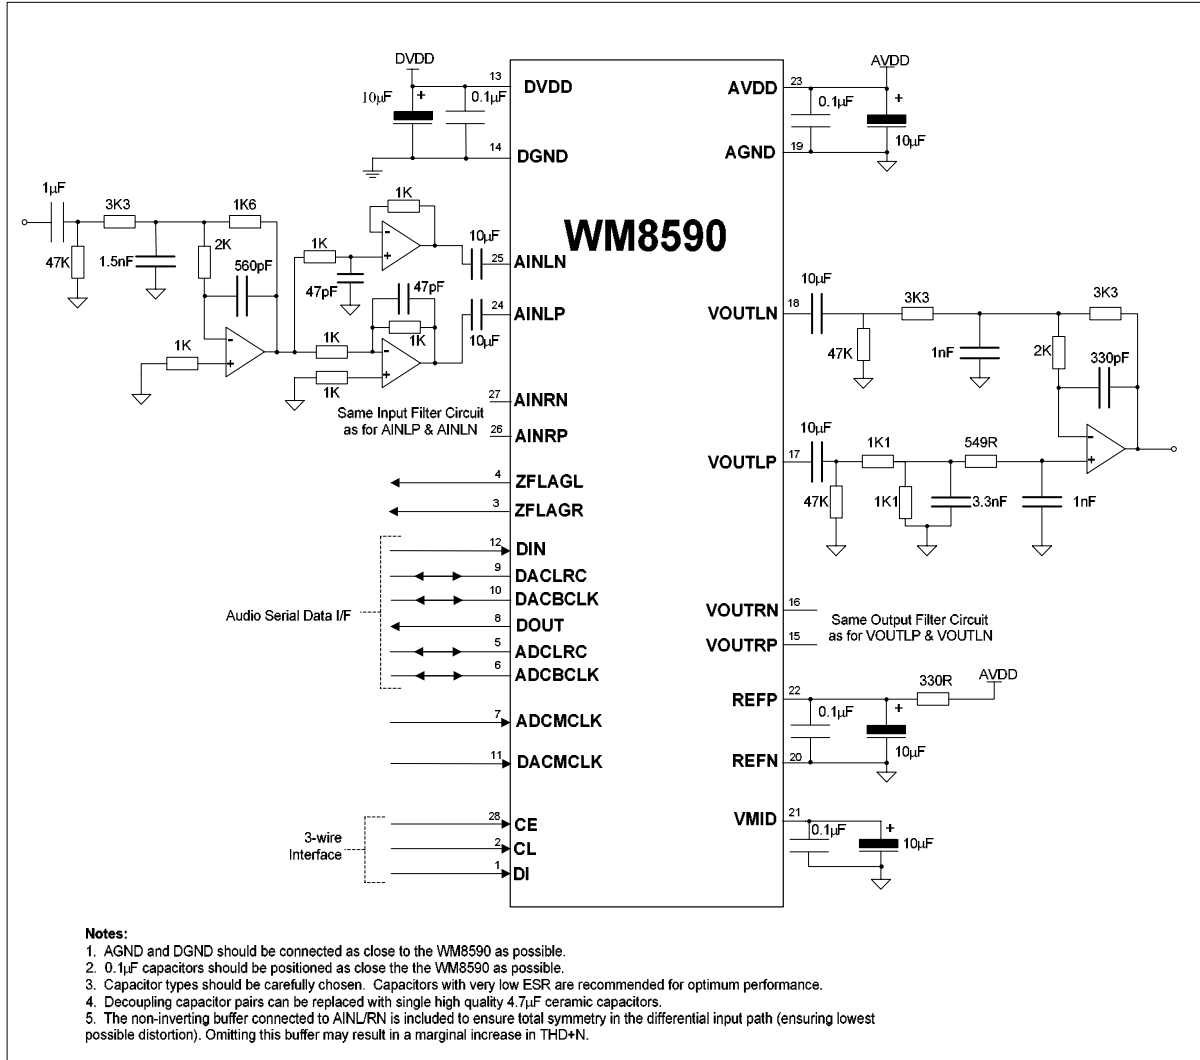 DVDD
13
DVDD
10µF
+
0.1µF
14
DGND
AVDD
23
AVDD
0.1µF
+
10µF
AGND
19
WM8590
1µF
3K3
1K6
47K
1.5nF
2K
560pF
1K
-
+
1K
47pF
1K
-
+
10µF
25
AINLN
47pF
1K
1K
-
+
1K
10µF
24
AINLP
27
AINRN
Same Input Filter Circuit
as for AINLP & AINLN
26
AINRP
4
ZFLAGL
3
ZFLAGR
Audio Serial Data I/F
12
DIN
9
DACLRC
10
DACBCLK
8
DOUT
5
ADCLRC
6
ADCBCLK
7
ADCMCLK
11
DACMCLK
3-wire
Interface
28
CE
2
CL
1
DI
VOUTLN
18
10µF
47K
3K3
1nF
3K3
2K
330pF
-
+
VOUTLP
17
10µF
47K
1K1
1K1
3.3nF
549R
1nF
VOUTRN
16
Same Output Filter Circuit
as for VOUTLP & VOUTLN
VOUTRP
15
REFP
22
330R
AVDD
0.1µF
+
10µF
REFN
20
VMID
21
0.1µF
+
10µF
Notes:
1. AGND and DGND should be connected as close to the WM8590 as possible.
2. 0.1µF capacitors should be positioned as close the the WM8590 as possible.
3. Capacitor types should be carefully chosen. Capacitors with very low ESR are recommended for optimum performance.
4. Decoupling capacitor pairs can be replaced with single high quality 4.7µF ceramic capacitors.
5. The non-inverting buffer connected to AINL/RN is included to ensure total symmetry in the differential input path (ensuring lowest
possible distortion). Omitting this buffer may result in a marginal increase in THD+N.